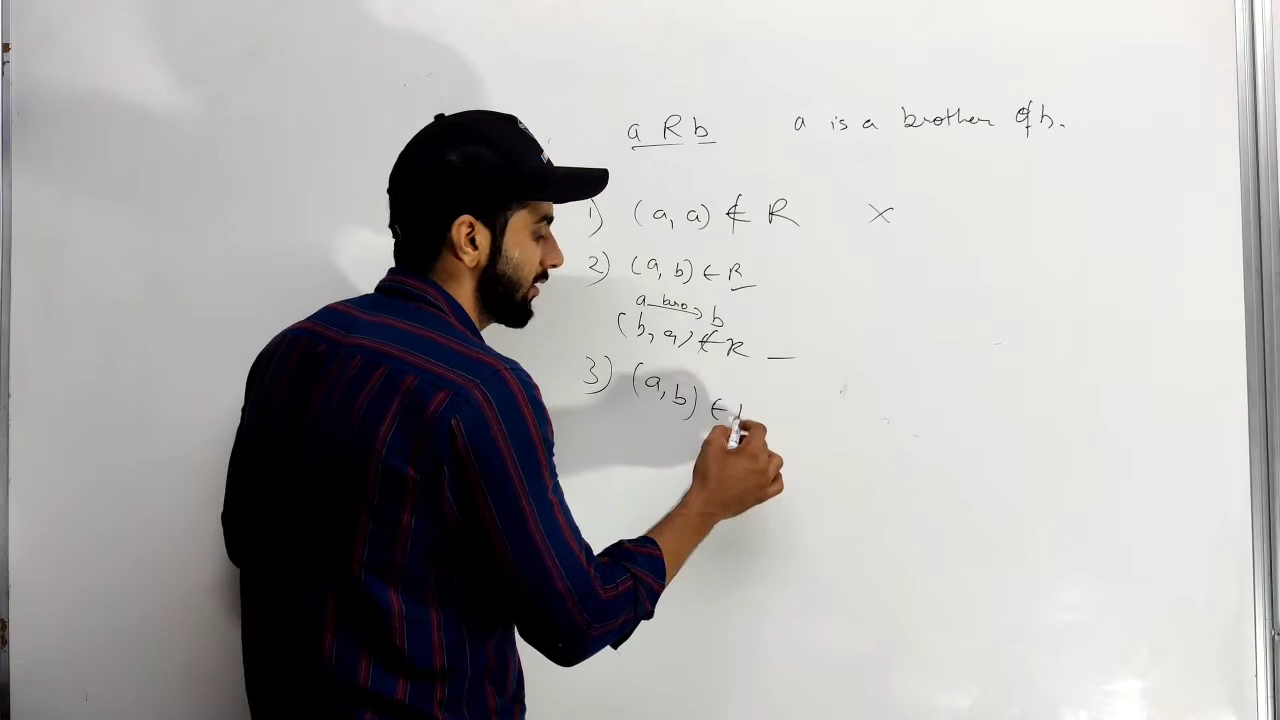 a R b a is a brother of b.
1) (a, a) ∉ R ×
2) (a, b) ∈ R
a bro→ b
(b, a) ∉ R —
3) (a, b) ∈